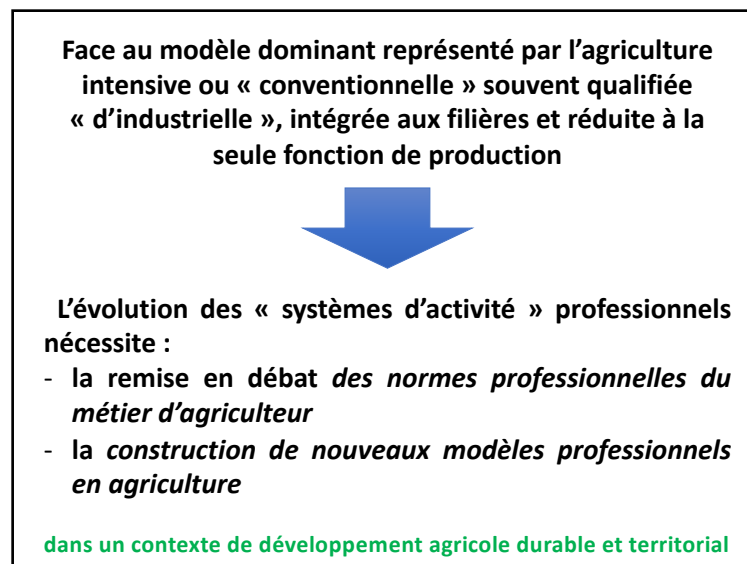 Face au modèle dominant représenté par l’agriculture
intensive ou « conventionnelle » souvent qualifiée
« d’industrielle », intégrée aux filières et réduite à la
seule fonction de production
L’évolution des « systèmes d’activité » professionnels
nécessite :
- la remise en débat des normes professionnelles du
métier d’agriculteur
- la construction de nouveaux modèles professionnels
en agriculture
dans un contexte de développement agricole durable et territorial